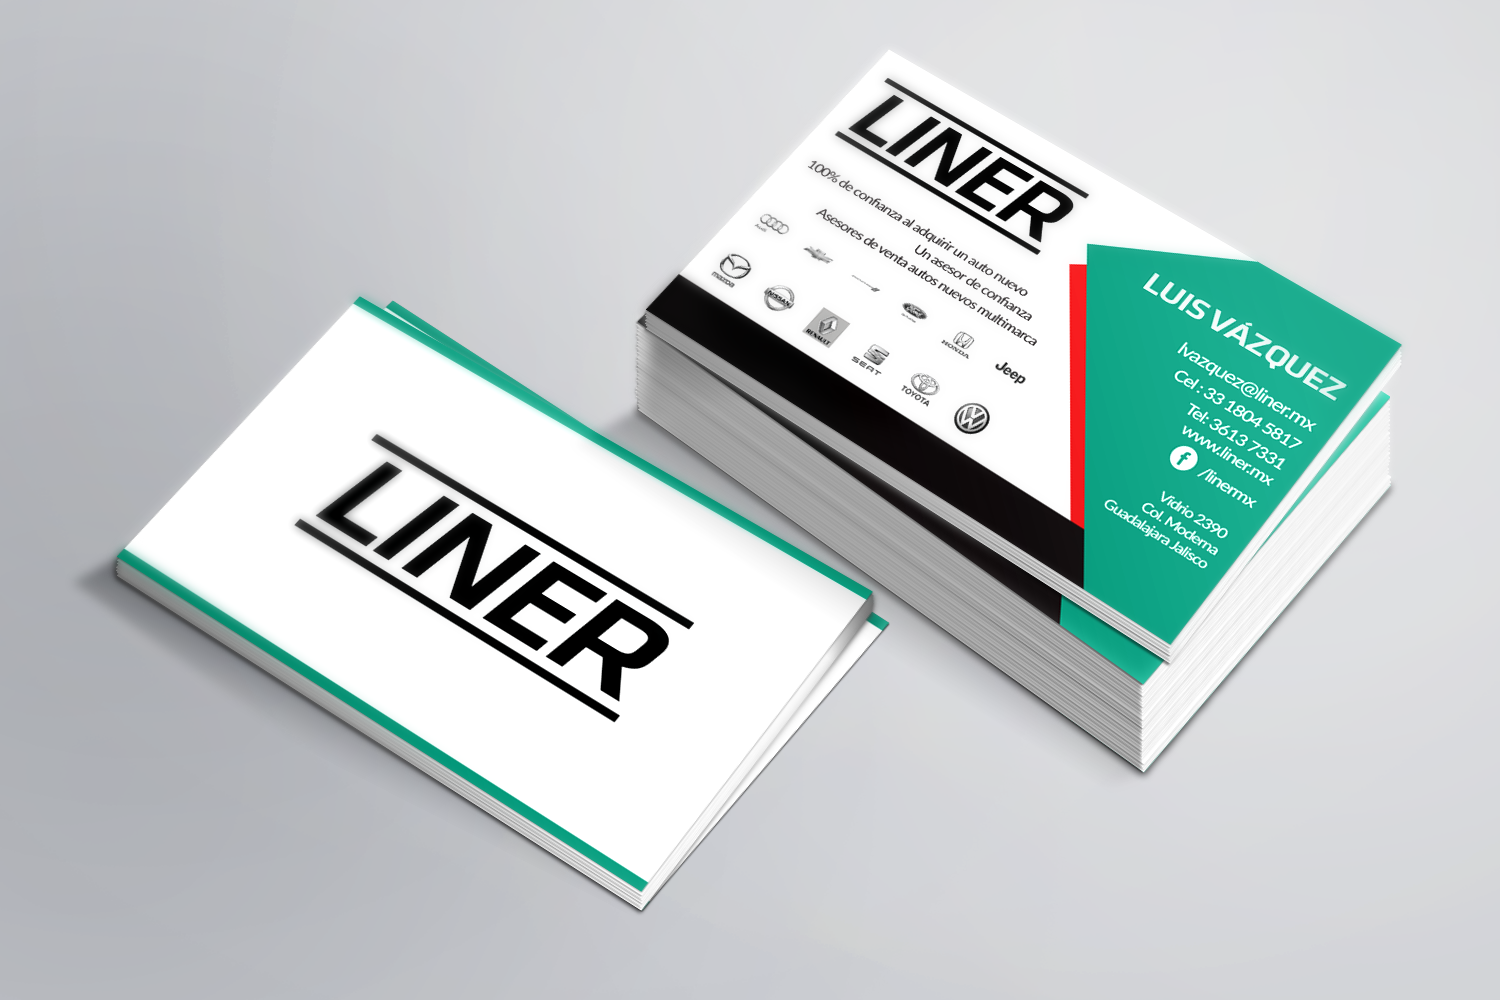 LINER
100% de confianza al adquirir un auto nuevo
Un asesor de confianza
Asesores de venta autos nuevos multimarca
Audi
Ford
HONDA
Jeep
mazda
NISSAN
RENAULT
SEAT
TOYOTA
LUIS VÁZQUEZ
lvazquez@liner.mx
Cel : 33 1804 5817
Tel: 3613 7331
www.liner.mx
f /linermx
Vidrio 2390
Col. Moderna
Guadalajara Jalisco
LINER